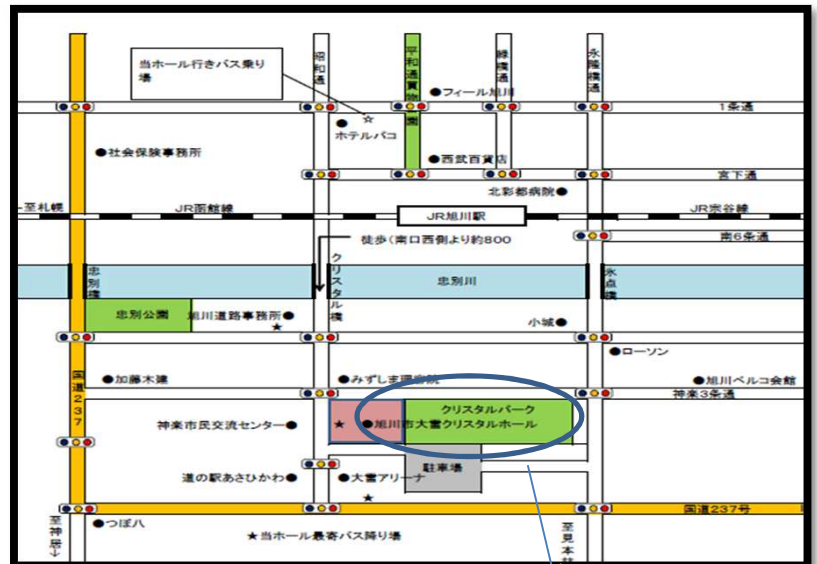 昭和通
平和通買物公園
緑橋通
永隆橋通
当ホール行きバス乗り
場
●フィール旭川
1条通
☆
●
ホテルパコ
●社会保険事務所
●西武百貨店
宮下通
北彩都病院●
至札幌
JR函館線
JR旭川駅
JR宗谷線
徒歩(南口西側より約800
南6条通
忠別橋
クリスタル橋
忠別川
氷点橋
忠別公園
旭川道路事務所●
★
小城●
●ローソン
国道237
●加藤木建
●みずしま
●旭川ベルコ会館
神楽3条通
クリスタルパーク
神楽市民交流センター●
★ ●旭川市大雪クリスタルホール
駐車場
道の駅あさひかわ●
●大雪アリーナ
★
国道237号
至神居↓
●つぼ八
★当ホール最寄バス降り場
至見本